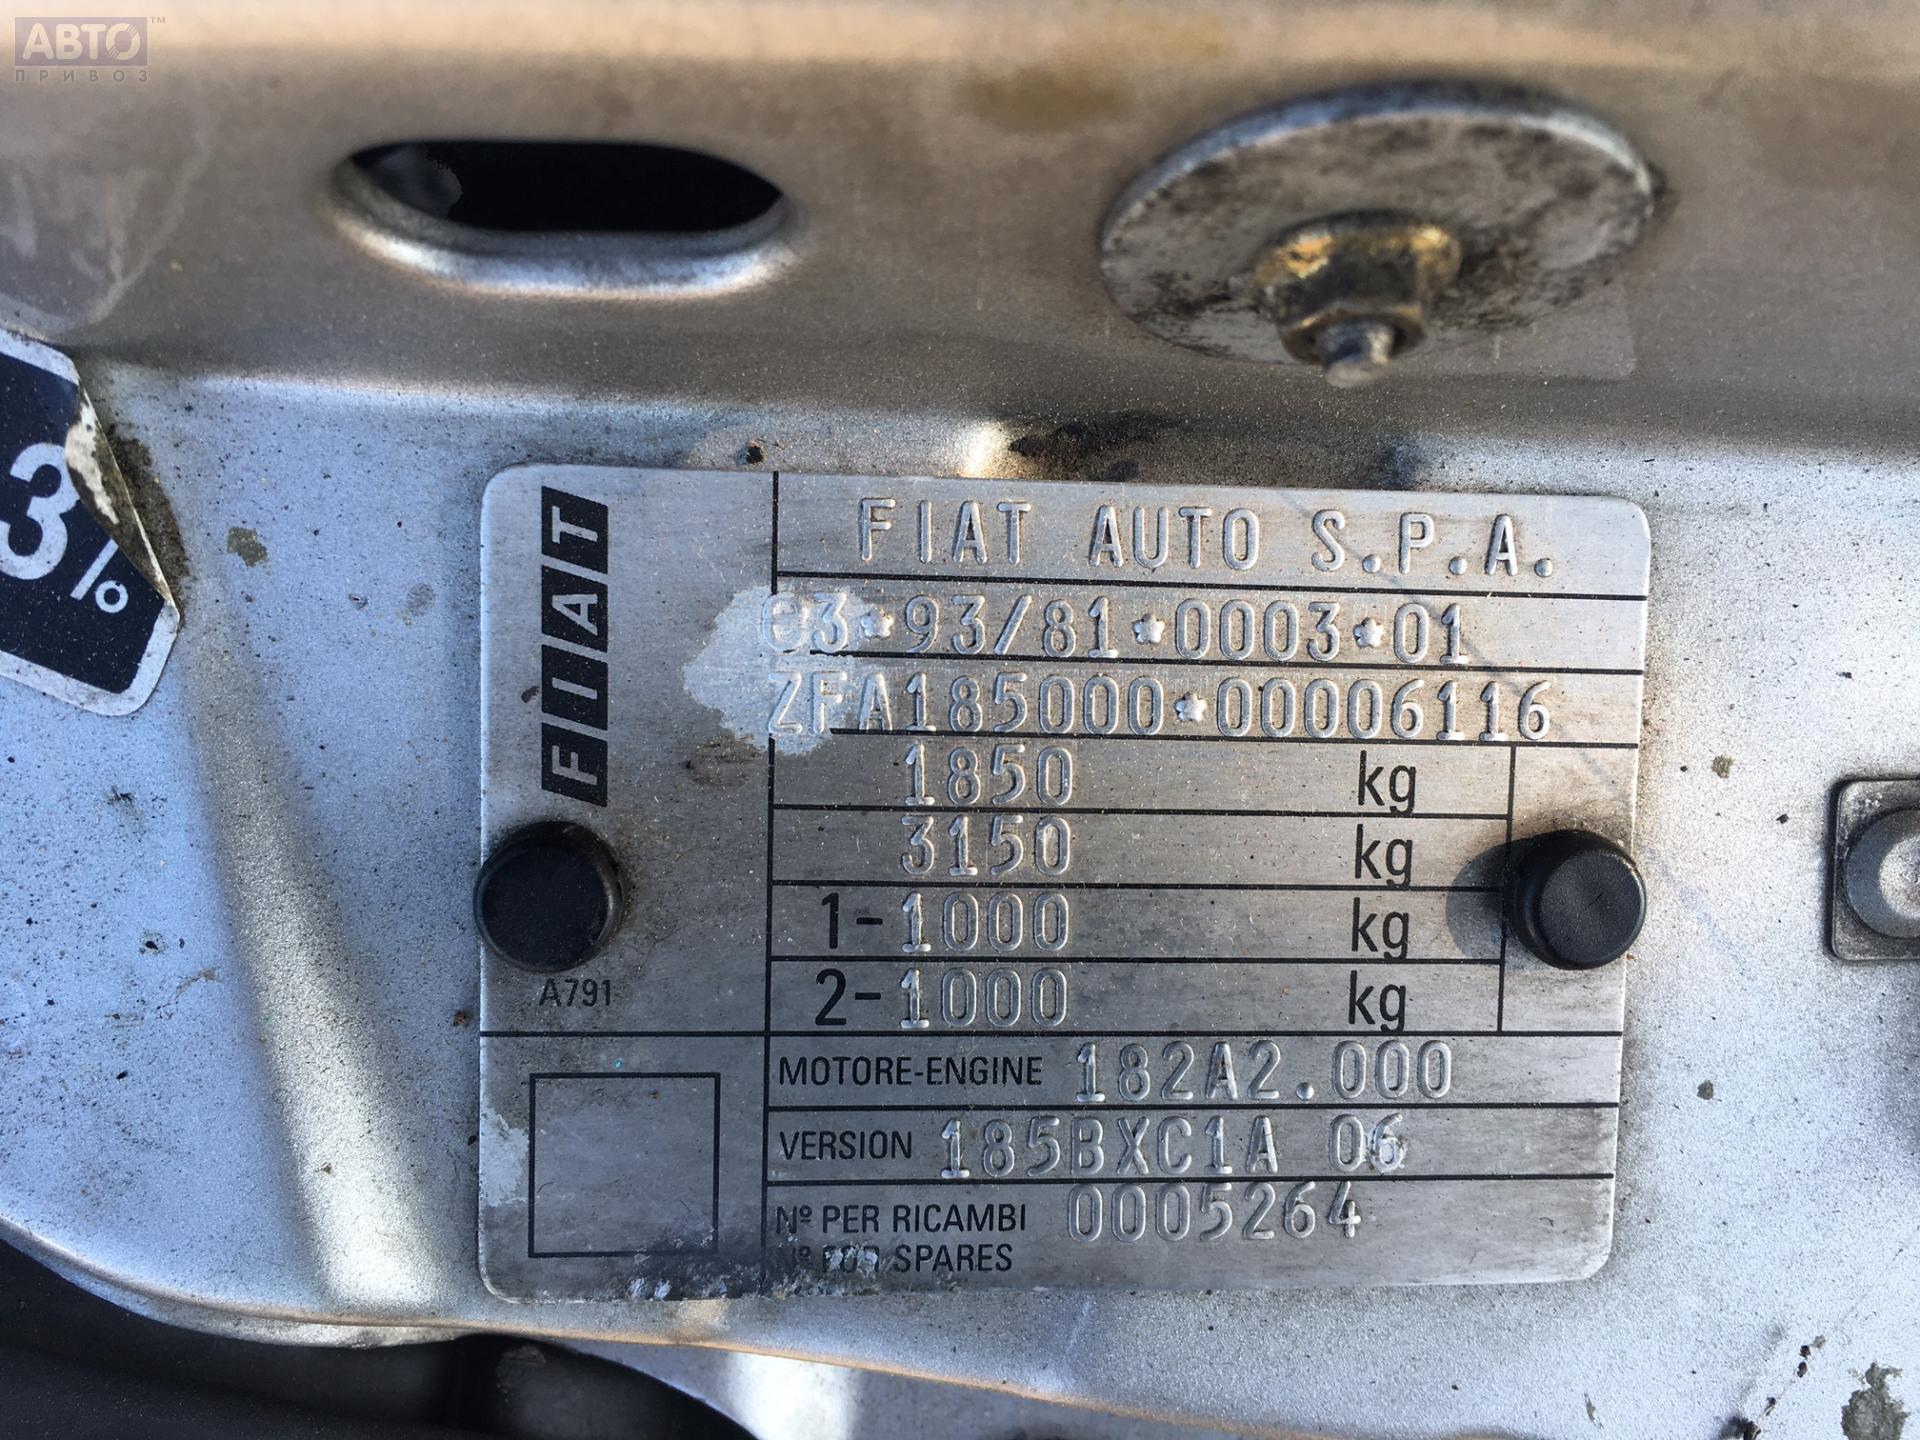 АВТО™
ПРИВОЗ
3%
FIAT
FIAT AUTO S.P.A.
e3*93/81*0003*01
ZFA185000*00006116
1850 kg
3150 kg
1-1000 kg
2-1000 kg
A791
MOTORE-ENGINE 182A2.000
VERSION 185BXC1A 06
Nº PER RICAMBI 0005264
Nº FOR SPARES